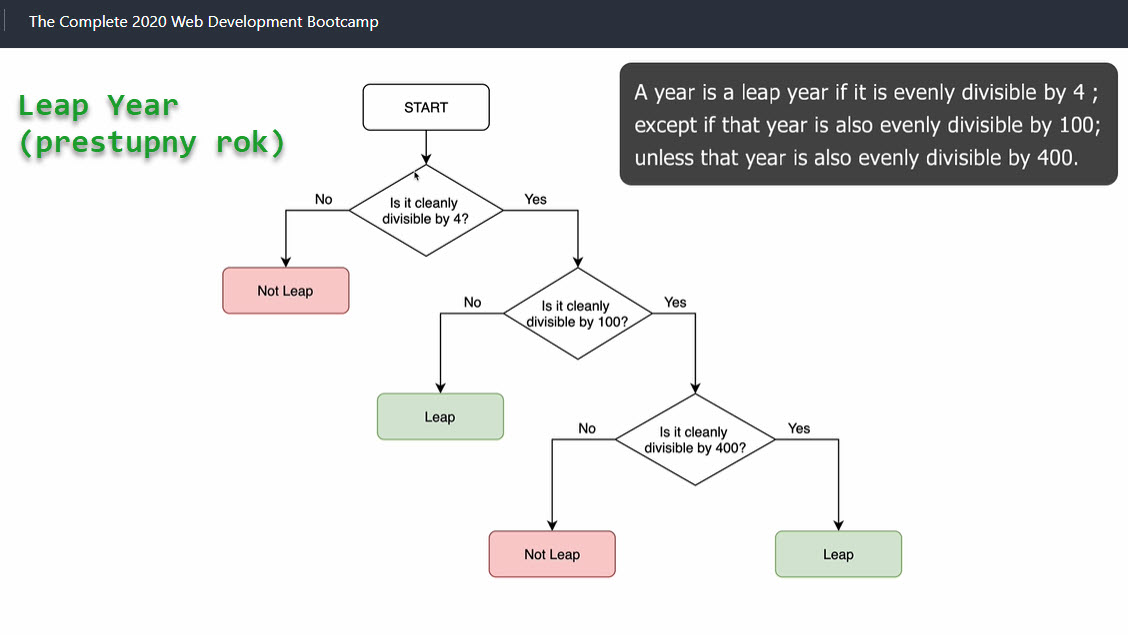 The Complete 2020 Web Development Bootcamp
Leap Year
(prestupny rok)
A year is a leap year if it is evenly divisible by 4 ;
except if that year is also evenly divisible by 100;
unless that year is also evenly divisible by 400.
START
No
Is it cleanly
divisible by 4?
Yes
Not Leap
No
Is it cleanly
divisible by 100?
Yes
Leap
No
Is it cleanly
divisible by 400?
Yes
Not Leap
Leap